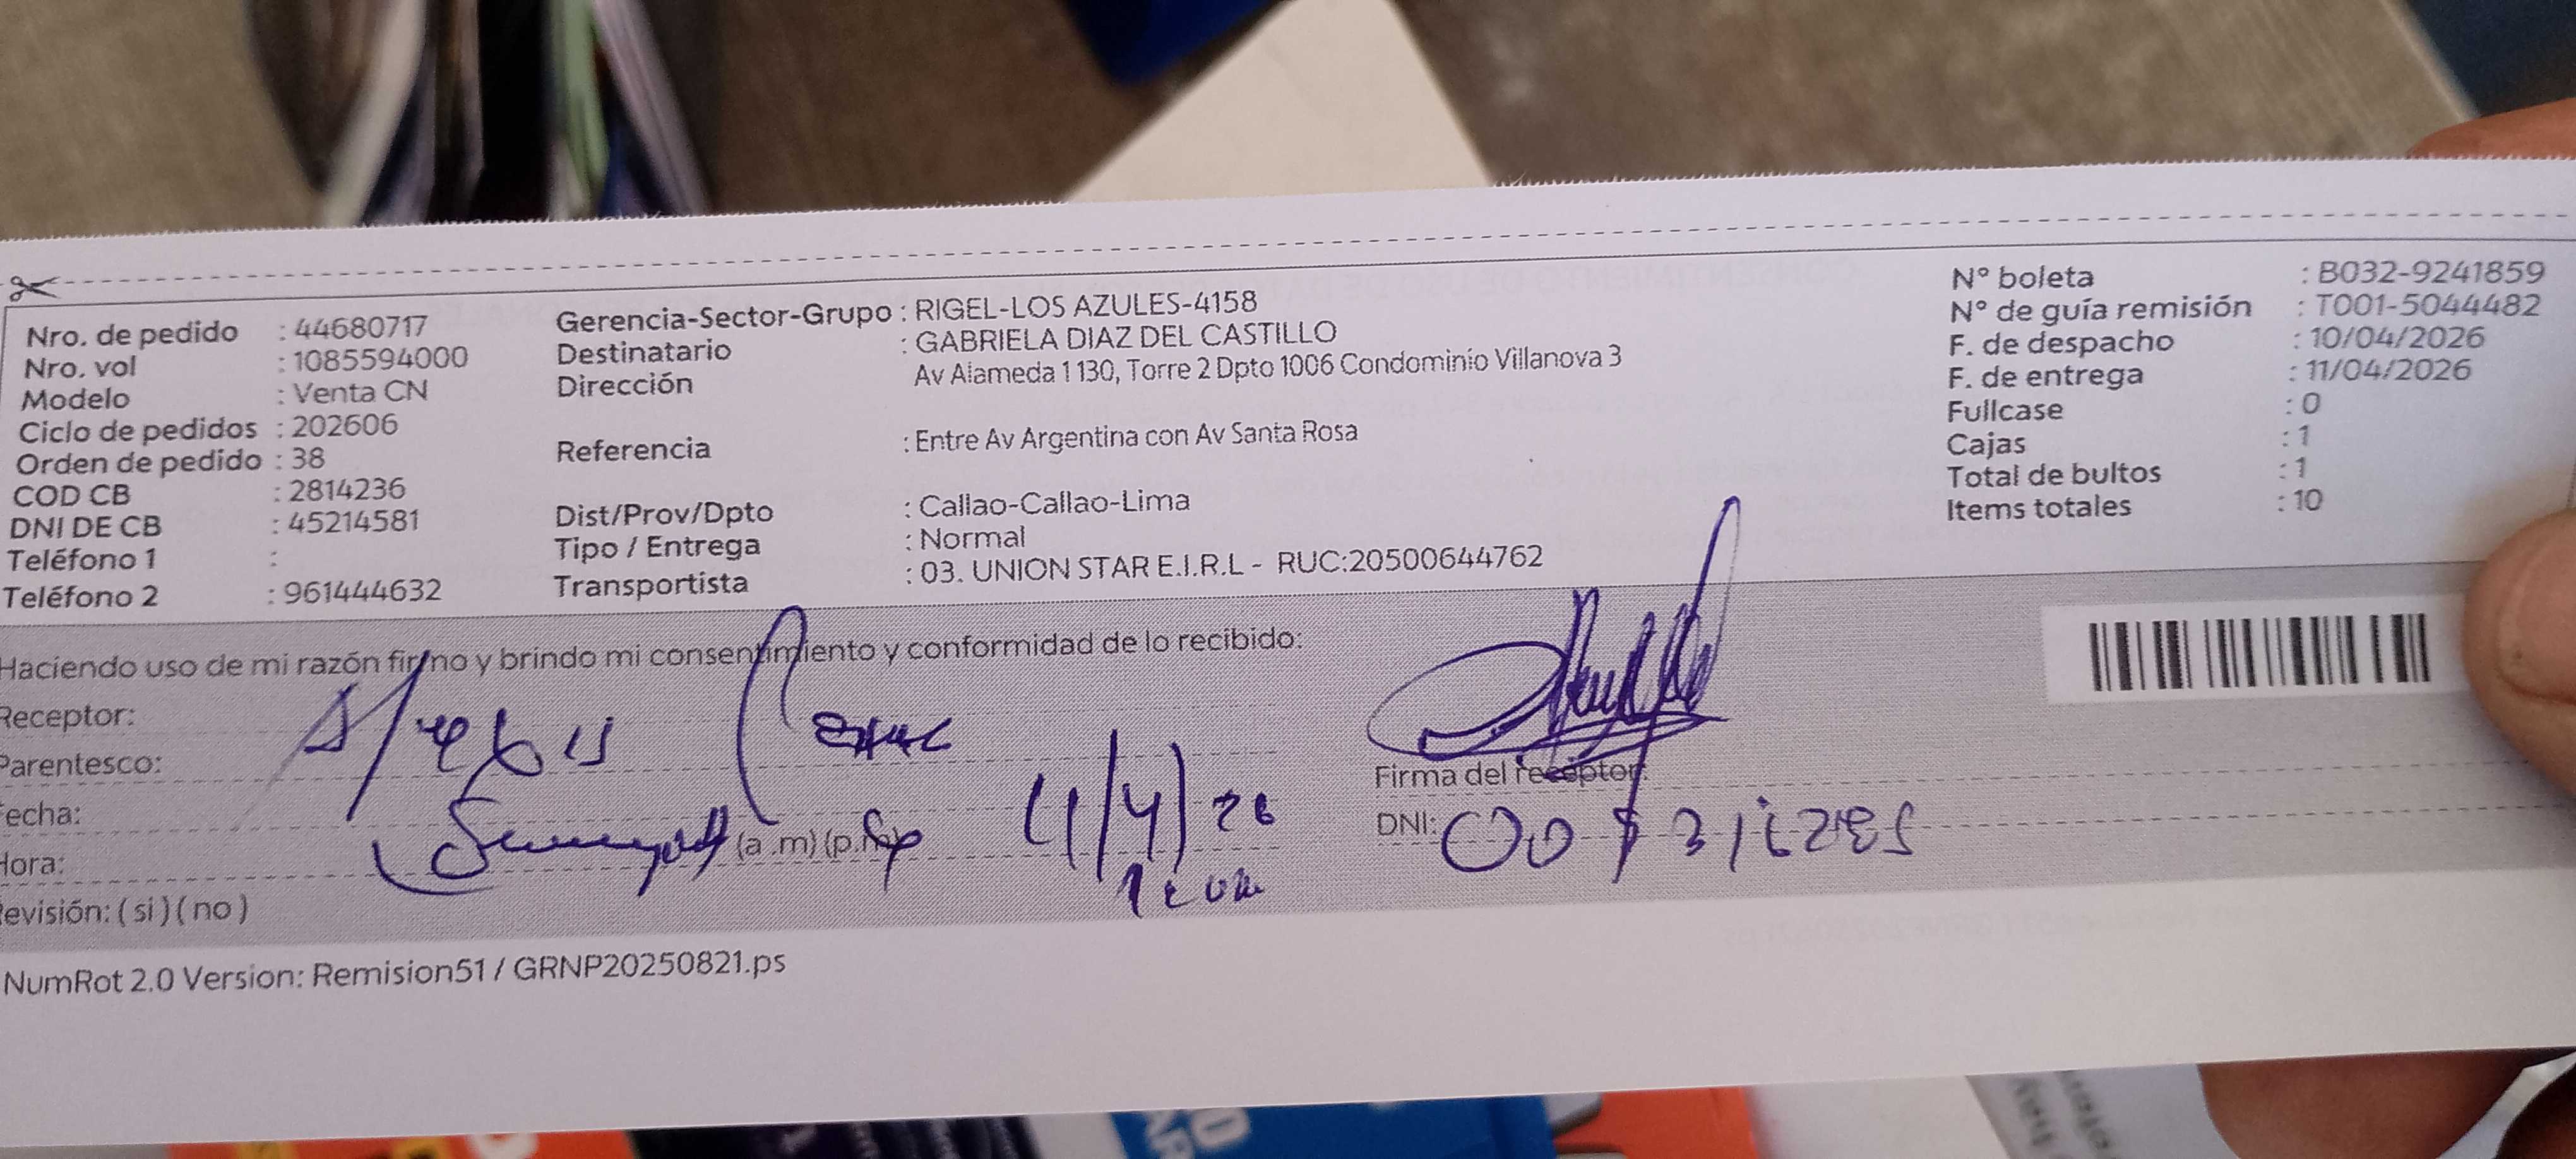 Nro. de pedido : 44680717
Nro. vol : 1085594000
Modelo : Venta CN
Ciclo de pedidos : 202606
Orden de pedido : 38
COD CB : 2814236
DNI DE CB : 45214581
Teléfono 1 :
Teléfono 2 : 961444632
Gerencia-Sector-Grupo : RIGEL-LOS AZULES-4158
Destinatario : GABRIELA DIAZ DEL CASTILLO
Dirección Av Alameda 1 130, Torre 2 Dpto 1006 Condominio Villanova 3
Referencia : Entre Av Argentina con Av Santa Rosa
Dist/Prov/Dpto : Callao-Callao-Lima
Tipo / Entrega : Normal
Transportista : 03. UNION STAR E.I.R.L - RUC:20500644762
N° boleta : B032-9241859
N° de guía remisión : T001-5044482
F. de despacho : 10/04/2026
F. de entrega : 11/04/2026
Fullcase : 0
Cajas : 1
Total de bultos : 1
Items totales : 10
Haciendo uso de mi razón firmo y brindo mi consentimiento y conformidad de lo recibido:
Receptor:
Parentesco:
Fecha: 11/4/26
Hora: (a.m) (p.m)
Revisión: ( si ) ( no )
Firma del receptor:
DNI:
NumRot 2.0 Version: Remision51 / GRNP20250821.ps